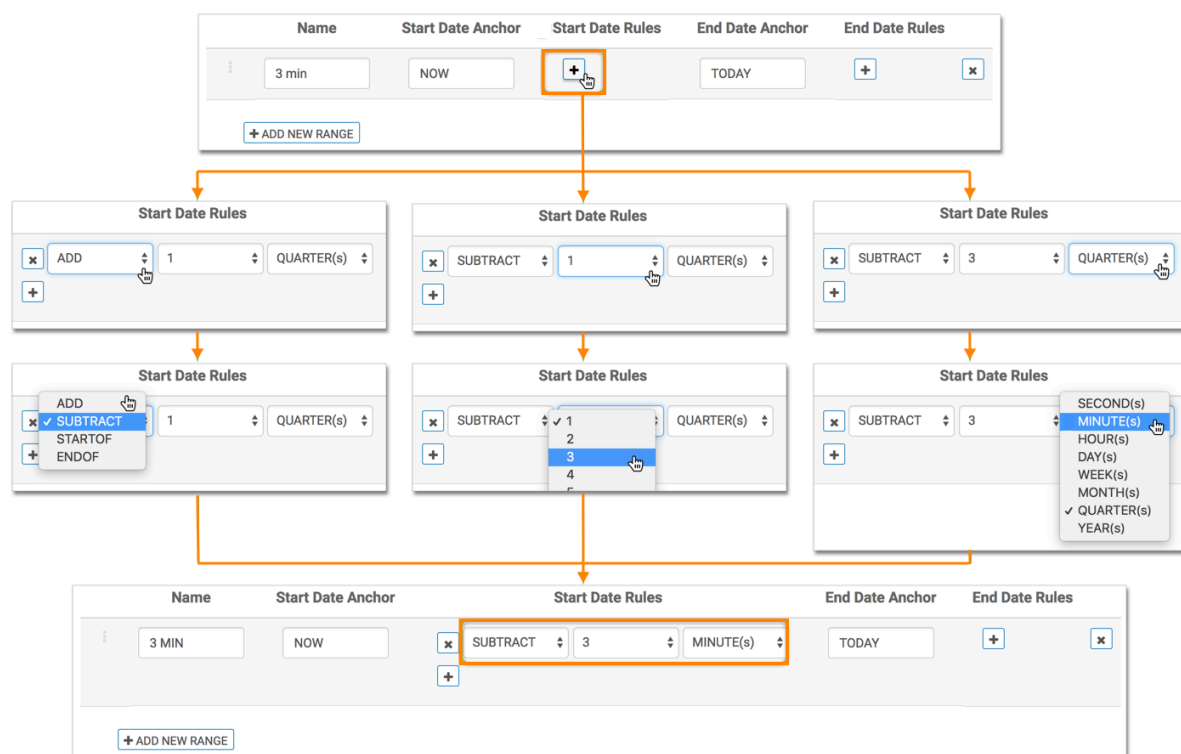 Name Start Date Anchor Start Date Rules End Date Anchor End Date Rules
3 min NOW TODAY
ADD NEW RANGE
Start Date Rules
ADD 1 QUARTER(s)
Start Date Rules
SUBTRACT 1 QUARTER(s)
Start Date Rules
SUBTRACT 3 QUARTER(s)
Start Date Rules
ADD
SUBTRACT 1 QUARTER(s)
STARTOF
ENDOF
Start Date Rules
SUBTRACT 1 QUARTER(s)
2
3
4
Start Date Rules
SUBTRACT 3
SECOND(s)
MINUTE(s)
HOUR(s)
DAY(s)
WEEK(s)
MONTH(s)
QUARTER(s)
YEAR(s)
Name Start Date Anchor Start Date Rules End Date Anchor End Date Rules
3 MIN NOW SUBTRACT 3 MINUTE(s) TODAY
ADD NEW RANGE